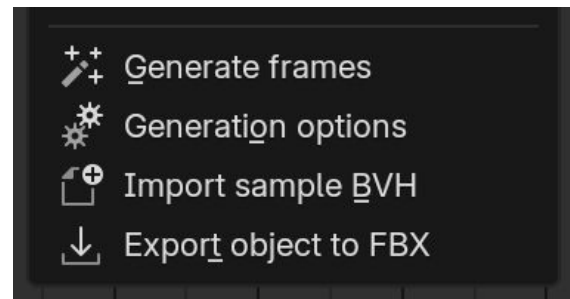 Generate frames
Generation options
Import sample BVH
Export object to FBX